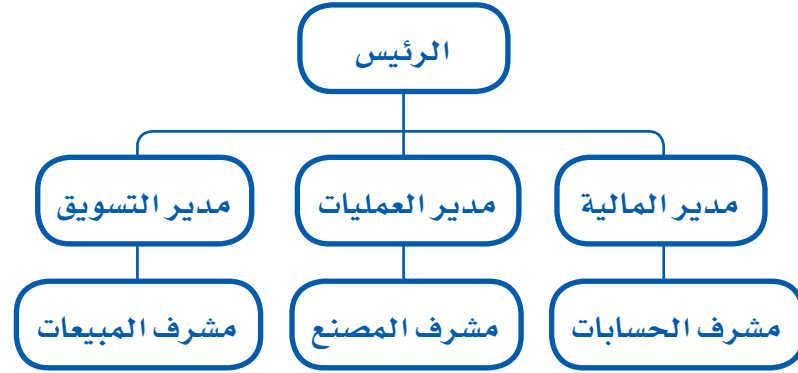 الرئيس
مدير المالية
مدير العمليات
مدير التسويق
مشرف الحسابات
مشرف المصنع
مشرف المبيعات